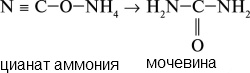 N ≡ C – O – NH₄ → H₂N – C – NH₂
O
цианат аммония мочевина